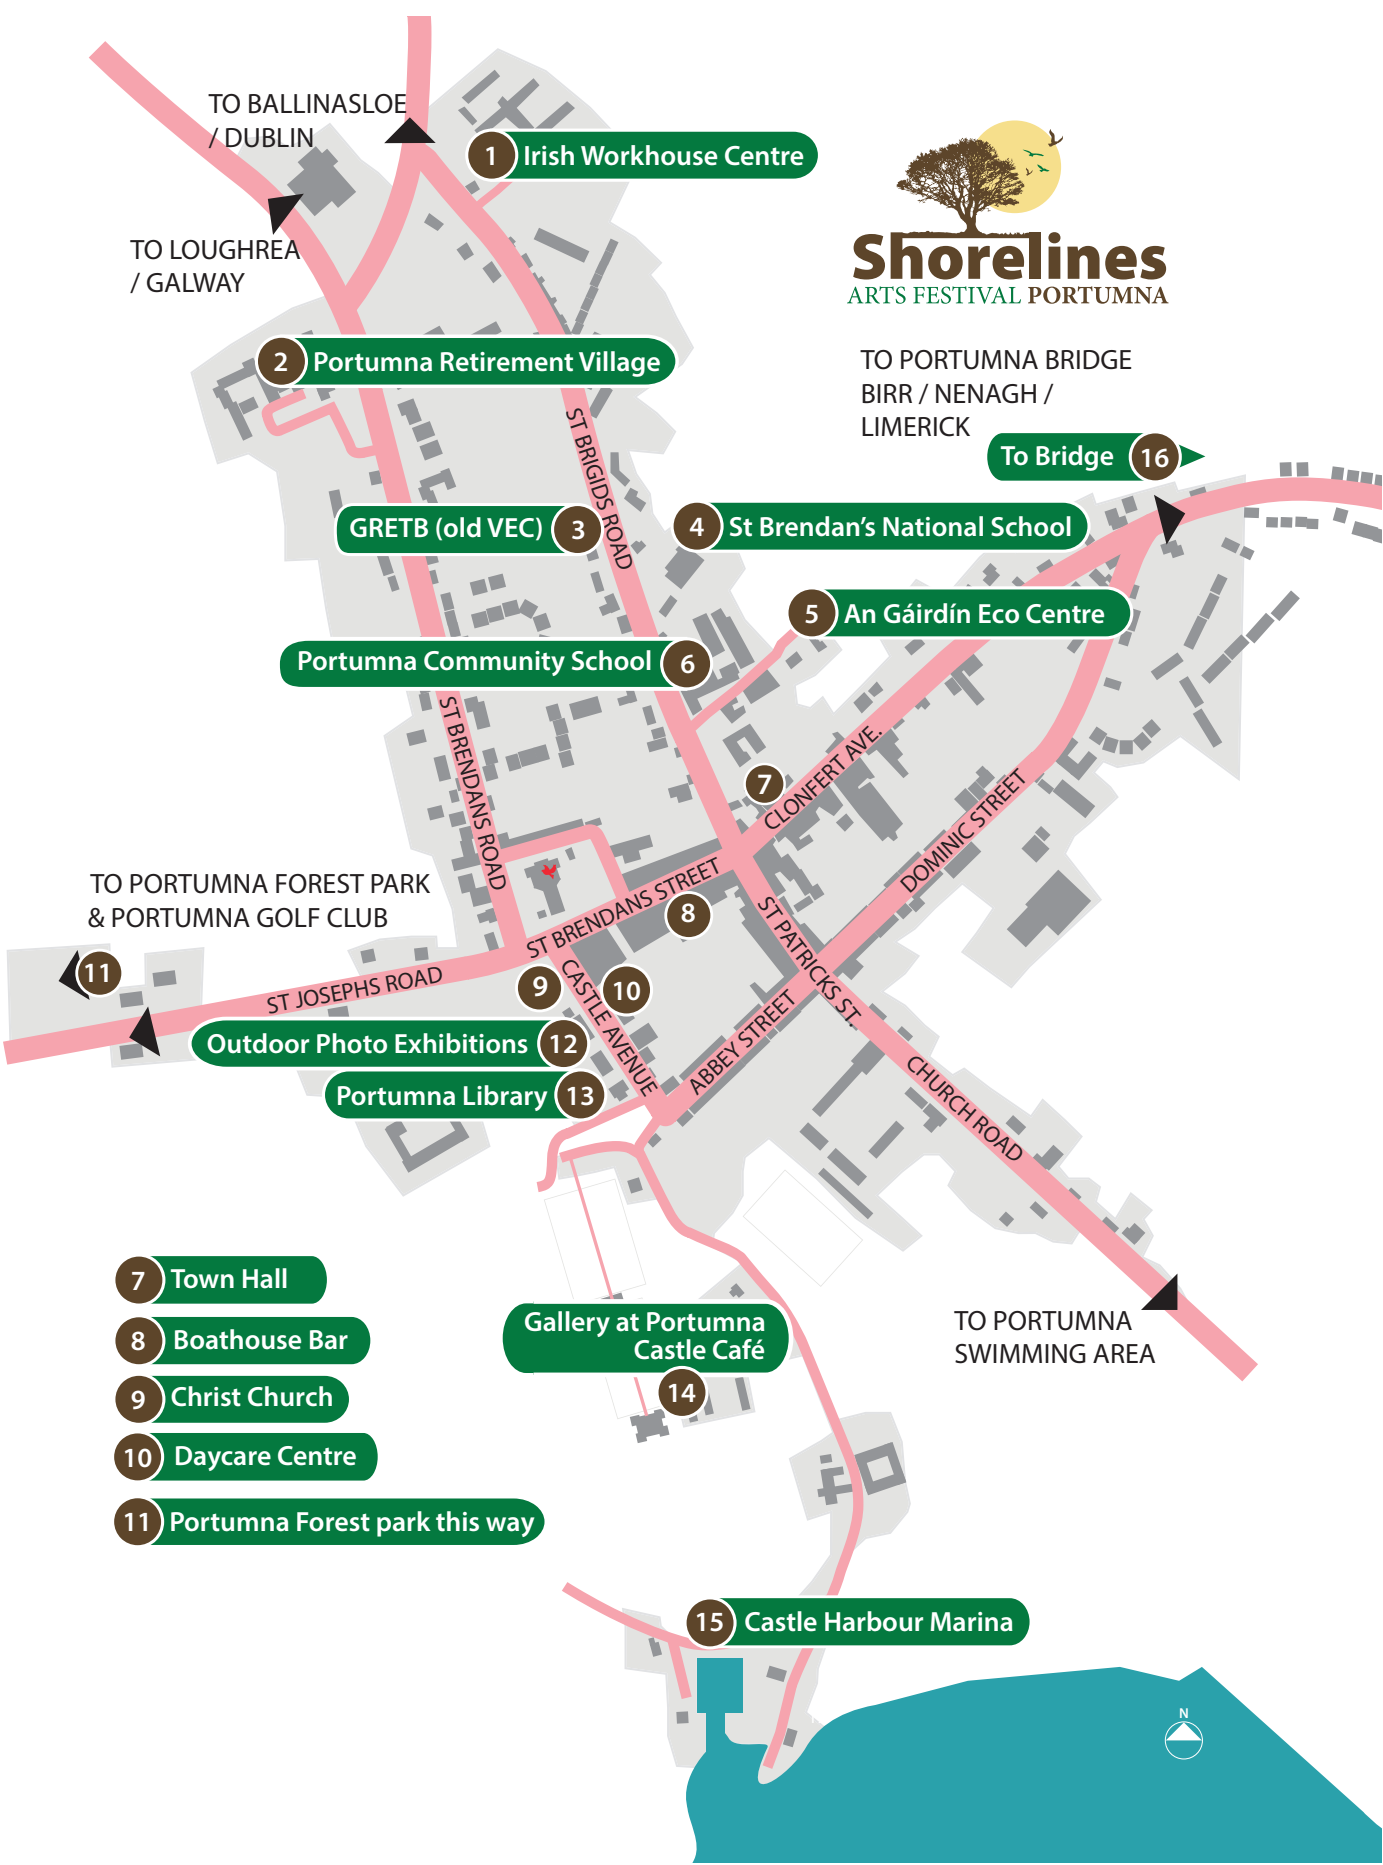 TO BALLINASLOE
/ DUBLIN
1 Irish Workhouse Centre
Shorelines
ARTS FESTIVAL PORTUMNA
TO LOUGHREA
/ GALWAY
2 Portumna Retirement Village
TO PORTUMNA BRIDGE
BIRR / NENAGH /
LIMERICK
To Bridge 16
ST BRIGIDS ROAD
GRETB (old VEC) 3
4 St Brendan's National School
5 An Gáirdín Eco Centre
Portumna Community School 6
ST BRENDANS ROAD
7
CLONFERT AVE.
DOMINIC STREET
TO PORTUMNA FOREST PARK
& PORTUMNA GOLF CLUB
ST BRENDANS STREET
8
ST PATRICKS ST.
11
ST JOSEPHS ROAD
9
CASTLE AVENUE
10
ABBEY STREET
Outdoor Photo Exhibitions 12
Portumna Library 13
CHURCH ROAD
7 Town Hall
8 Boathouse Bar
9 Christ Church
10 Daycare Centre
11 Portumna Forest park this way
Gallery at Portumna
Castle Café
14
TO PORTUMNA
SWIMMING AREA
15 Castle Harbour Marina
N